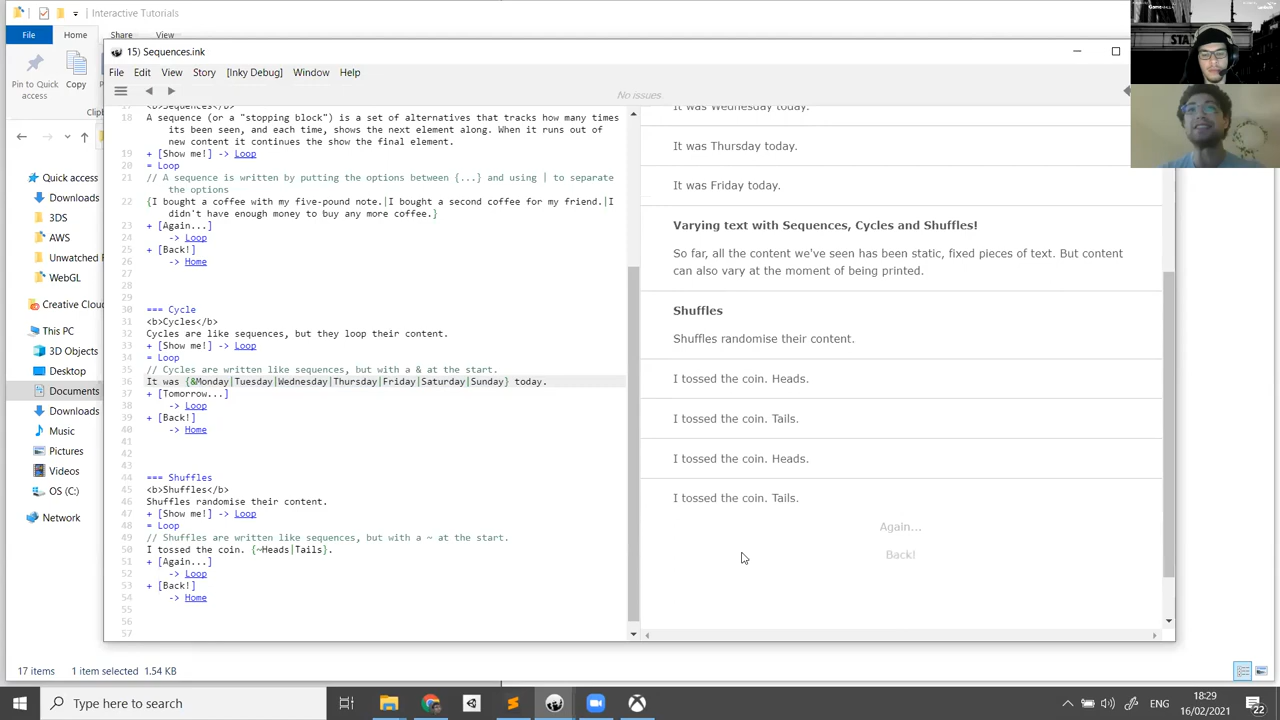 Interactive Tutorials
File
Home
Share
View
Pin to Quick
access
Copy
Clip
Quick access
Downloads
3DS
AWS
Unwatched
WebGL
Creative Clou
This PC
3D Objects
Desktop
Documents
Downloads
Music
Pictures
Videos
OS (C:)
Network
15) Sequences.ink
File Edit View Story [Inky Debug] Window Help
No issues.
17 <b>Sequences</b>
18 A sequence (or a "stopping block") is a set of alternatives that tracks how many times
its been seen, and each time, shows the next element along. When it runs out of
new content it continues the show the final element.
19 + [Show me!] -> Loop
20 = Loop
21 // A sequence is written by putting the options between {...} and using | to separate
the options
22 {I bought a coffee with my five-pound note.|I bought a second coffee for my friend.|I
didn't have enough money to buy any more coffee.}
23 + [Again...]
24 -> Loop
25 + [Back!]
26 -> Home
27
28
29
30 === Cycle
31 <b>Cycles</b>
32 Cycles are like sequences, but they loop their content.
33 + [Show me!] -> Loop
34 = Loop
35 // Cycles are written like sequences, but with a & at the start.
36 It was {&Monday|Tuesday|Wednesday|Thursday|Friday|Saturday|Sunday} today.
37 + [Tomorrow...]
38 -> Loop
39 + [Back!]
40 -> Home
41
42
43
44 === Shuffles
45 <b>Shuffles</b>
46 Shuffles randomise their content.
47 + [Show me!] -> Loop
48 = Loop
49 // Shuffles are written like sequences, but with a ~ at the start.
50 I tossed the coin. {~Heads|Tails}.
51 + [Again...]
52 -> Loop
53 + [Back!]
54 -> Home
55
56
57
It was Wednesday today.
It was Thursday today.
It was Friday today.
Varying text with Sequences, Cycles and Shuffles!
So far, all the content we've seen has been static, fixed pieces of text. But content
can also vary at the moment of being printed.
Shuffles
Shuffles randomise their content.
I tossed the coin. Heads.
I tossed the coin. Tails.
I tossed the coin. Heads.
I tossed the coin. Tails.
Again...
Back!
17 items 1 item selected 1.54 KB
Type here to search
ENG
18:29
16/02/2021
22